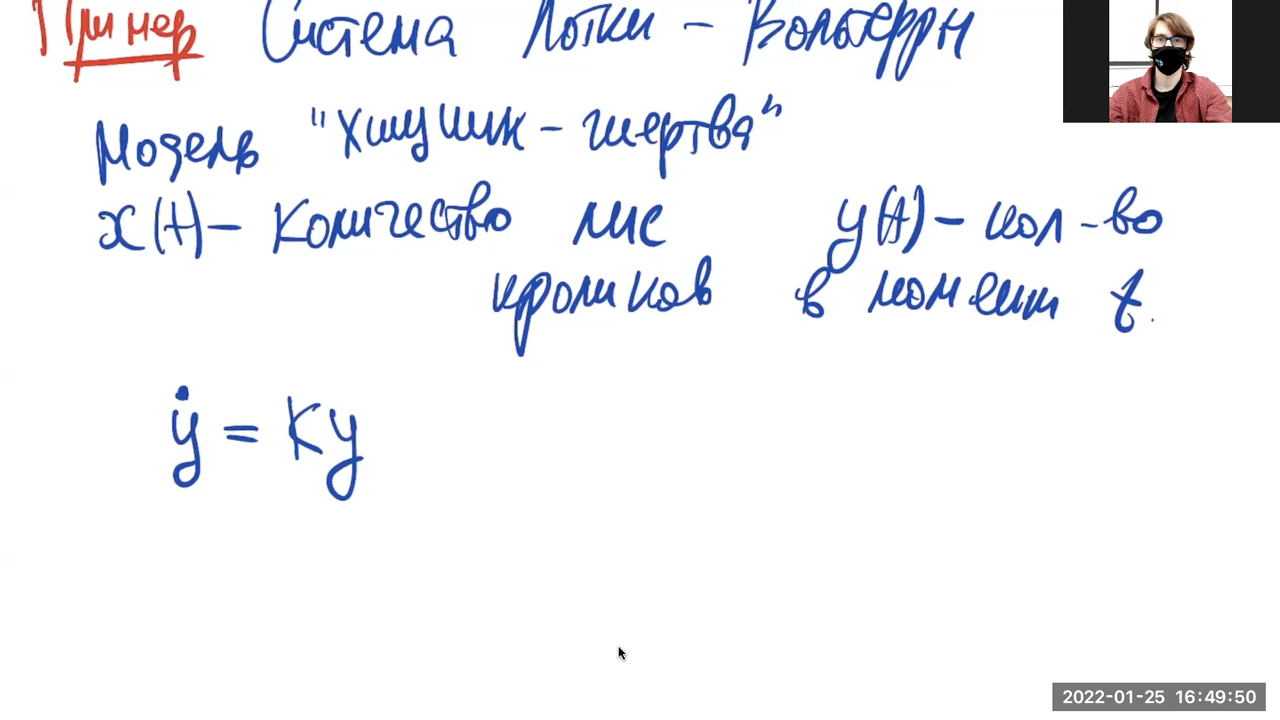 Пример Система Лотки - Вольтерры
Модель "Хищник - жертва"
x(t) - количество лис y(t) - кол-во
кроликов в момент t.
ẏ = Ky
2022-01-25 16:49:50